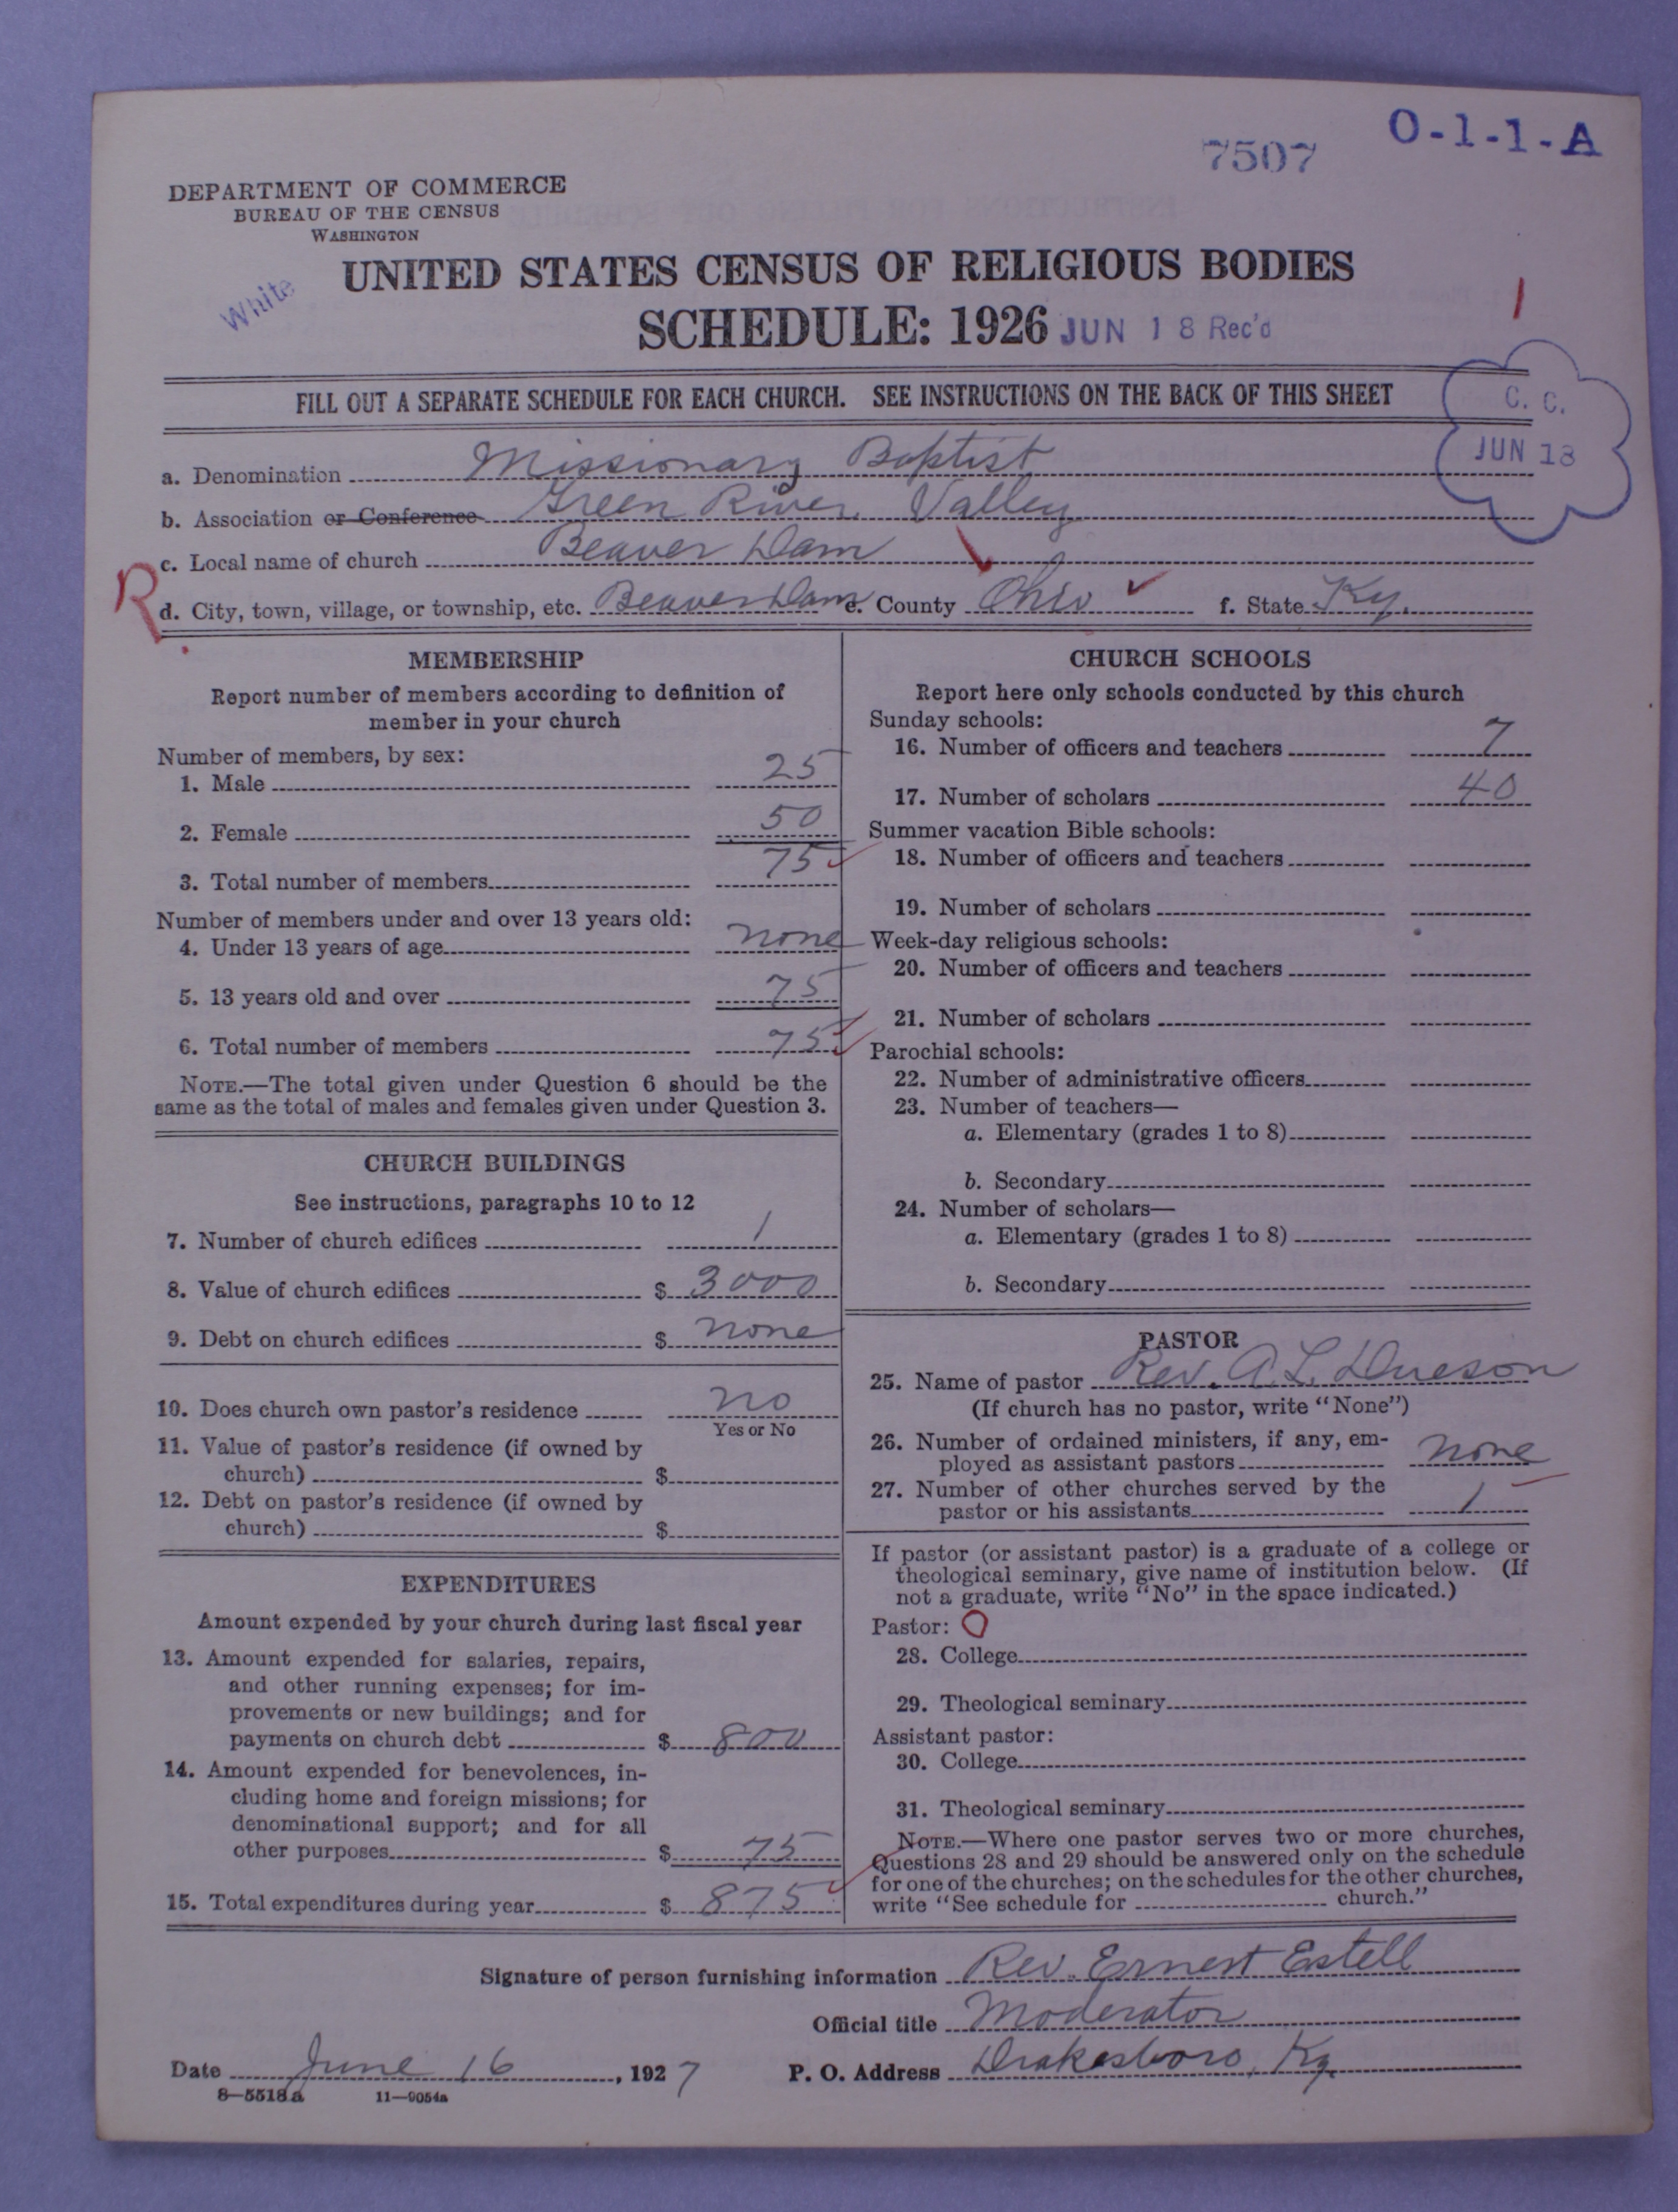 O-1-1-A
7507
DEPARTMENT OF COMMERCE
BUREAU OF THE CENSUS
WASHINGTON
White
UNITED STATES CENSUS OF RELIGIOUS BODIES
SCHEDULE: 1926 JUN 18 Rec'd
1
FILL OUT A SEPARATE SCHEDULE FOR EACH CHURCH. SEE INSTRUCTIONS ON THE BACK OF THIS SHEET
C. C.
JUN 18
a. Denomination Missionary Baptist
b. Association or Conference Green River Valley
c. Local name of church Beaver Dam
R
d. City, town, village, or township, etc. Beaver Dam e. County Ohio f. State Ky.
MEMBERSHIP
Report number of members according to definition of
member in your church
Number of members, by sex:
1. Male 25
2. Female 50
3. Total number of members 75
Number of members under and over 13 years old:
4. Under 13 years of age none
5. 13 years old and over 75
6. Total number of members 75
NOTE.—The total given under Question 6 should be the
same as the total of males and females given under Question 3.
CHURCH BUILDINGS
See instructions, paragraphs 10 to 12
7. Number of church edifices 1
8. Value of church edifices $ 3000
9. Debt on church edifices $ none
10. Does church own pastor's residence no
Yes or No
11. Value of pastor's residence (if owned by
church) $
12. Debt on pastor's residence (if owned by
church) $
EXPENDITURES
Amount expended by your church during last fiscal year
13. Amount expended for salaries, repairs,
and other running expenses; for im-
provements or new buildings; and for
payments on church debt $ 800
14. Amount expended for benevolences, in-
cluding home and foreign missions; for
denominational support; and for all
other purposes $ 75
15. Total expenditures during year $ 875
CHURCH SCHOOLS
Report here only schools conducted by this church
Sunday schools:
16. Number of officers and teachers 7
17. Number of scholars 40
Summer vacation Bible schools:
18. Number of officers and teachers
19. Number of scholars
Week-day religious schools:
20. Number of officers and teachers
21. Number of scholars
Parochial schools:
22. Number of administrative officers
23. Number of teachers—
a. Elementary (grades 1 to 8)
b. Secondary
24. Number of scholars—
a. Elementary (grades 1 to 8)
b. Secondary
PASTOR
25. Name of pastor Rev. A. L. Dueson
(If church has no pastor, write "None")
26. Number of ordained ministers, if any, em-
ployed as assistant pastors none
27. Number of other churches served by the
pastor or his assistants 1
If pastor (or assistant pastor) is a graduate of a college or
theological seminary, give name of institution below. (If
not a graduate, write "No" in the space indicated.)
Pastor: O
28. College
29. Theological seminary
Assistant pastor:
30. College
31. Theological seminary
NOTE.—Where one pastor serves two or more churches,
Questions 28 and 29 should be answered only on the schedule
for one of the churches; on the schedules for the other churches,
write "See schedule for church."
Signature of person furnishing information Rev. Ernest Estell
Official title Moderator
Date June 16, 1927 P. O. Address Drakesboro, Ky.
8—5518a 11—9054a